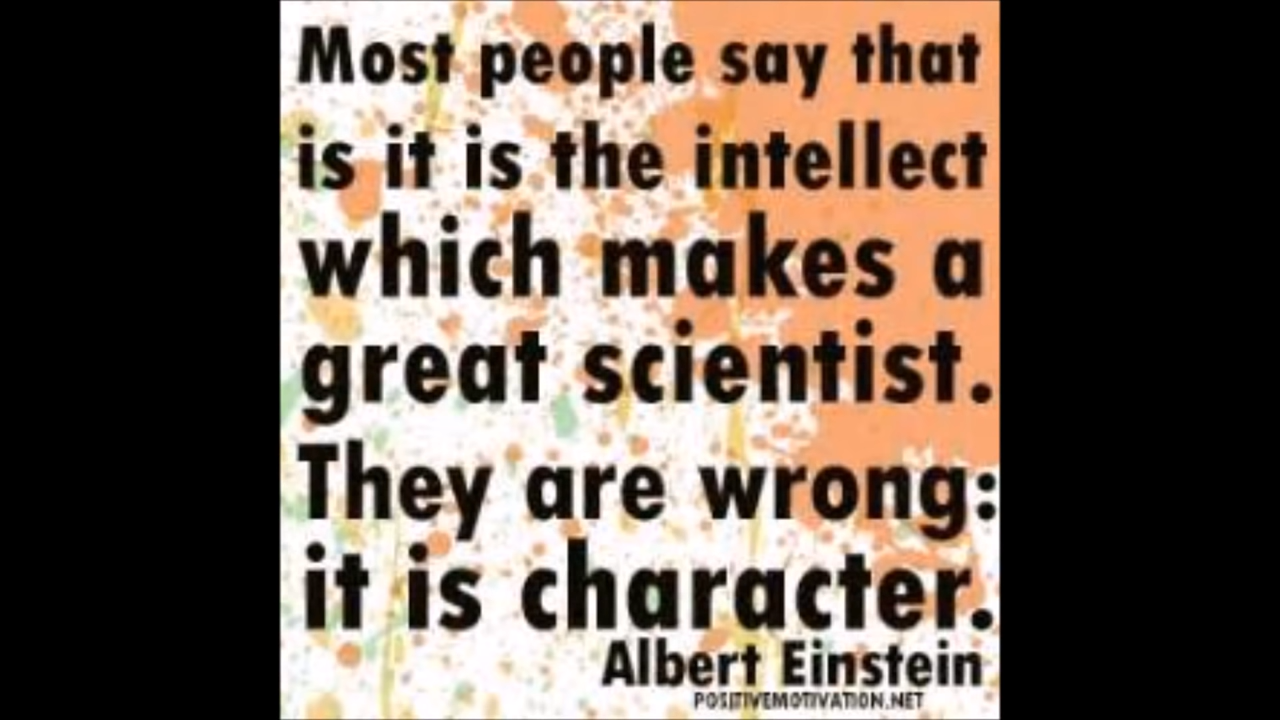 Most people say that
is it is the intellect
which makes a
great scientist.
They are wrong:
it is character.
Albert Einstein
POSITIVEMOTIVATION.NET